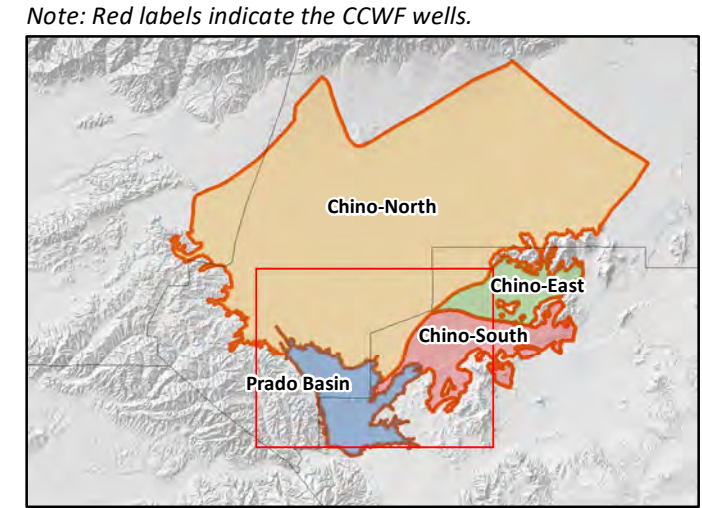 Note: Red labels indicate the CCWF wells.
Chino-North
Chino-East
Chino-South
Prado Basin